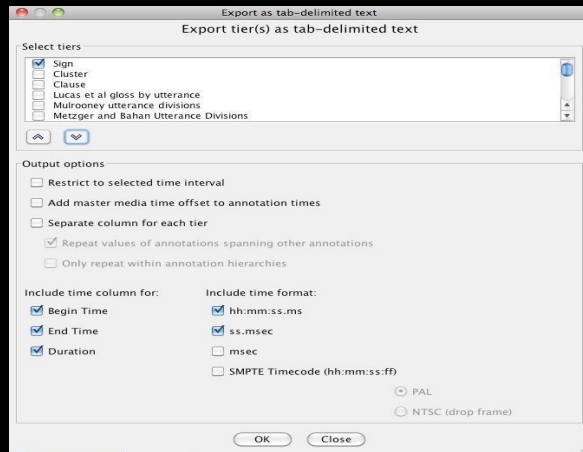 Export as tab-delimited text
Export tier(s) as tab-delimited text
Select tiers
Sign
Cluster
Clause
Lucas et al gloss by utterance
Mulrooney utterance divisions
Metzger and Bahan Utterance Divisions
Output options
Restrict to selected time interval
Add master media time offset to annotation times
Separate column for each tier
Repeat values of annotations spanning other annotations
Only repeat within annotation hierarchies
Include time column for: Include time format:
Begin Time hh:mm:ss.ms
End Time ss.msec
Duration msec
SMPTE Timecode (hh:mm:ss:ff)
PAL
NTSC (drop frame)
OK Close